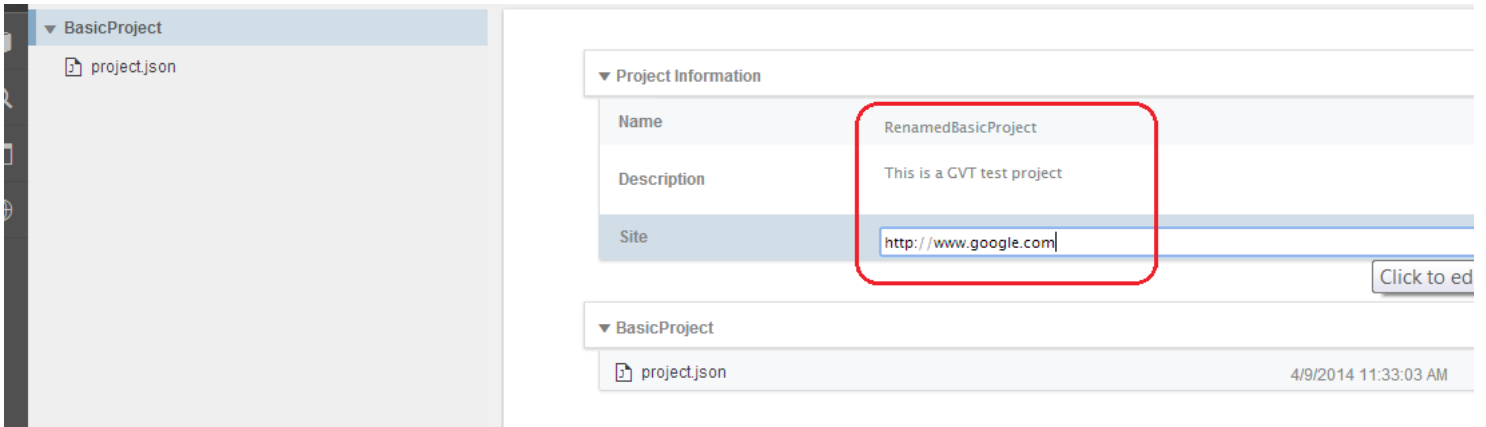 BasicProject
project.json
Project Information
Name
RenamedBasicProject
Description
This is a GVT test project
Site
http://www.google.com
Click to ed
BasicProject
project.json
4/9/2014 11:33:03 AM